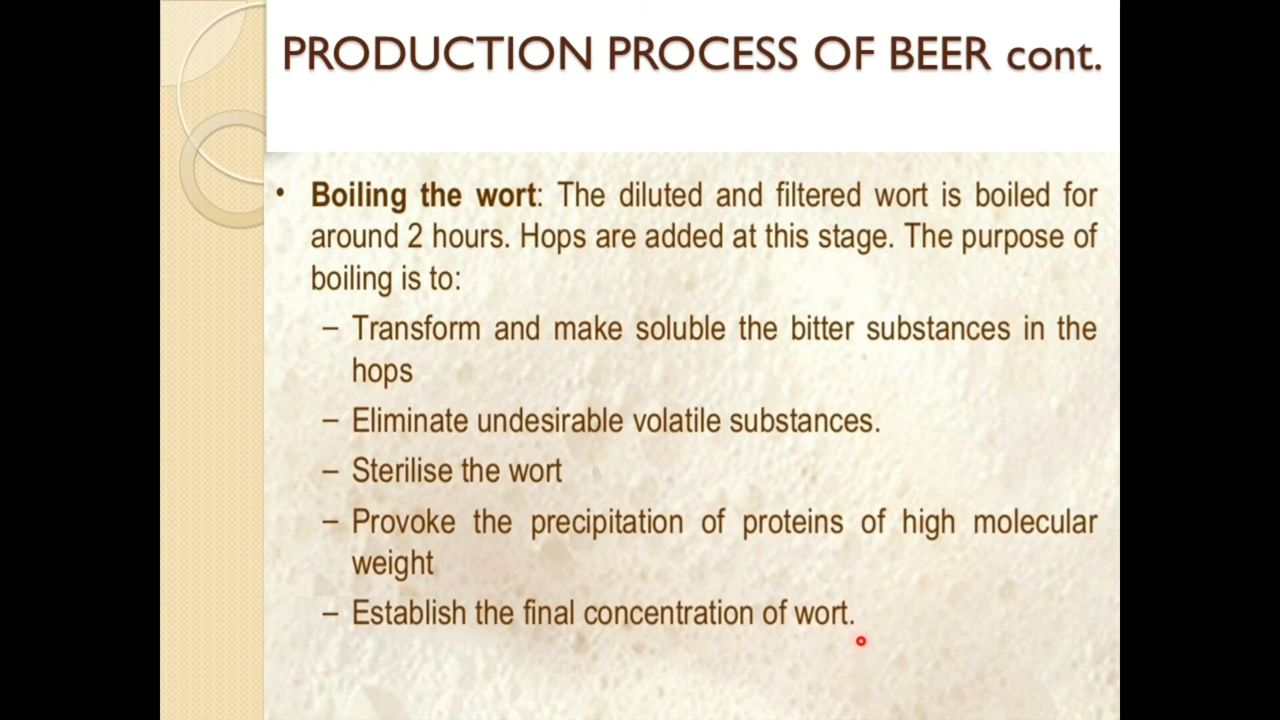 PRODUCTION PROCESS OF BEER cont.
• Boiling the wort: The diluted and filtered wort is boiled for
around 2 hours. Hops are added at this stage. The purpose of
boiling is to:
– Transform and make soluble the bitter substances in the
hops
– Eliminate undesirable volatile substances.
– Sterilise the wort
– Provoke the precipitation of proteins of high molecular
weight
– Establish the final concentration of wort.